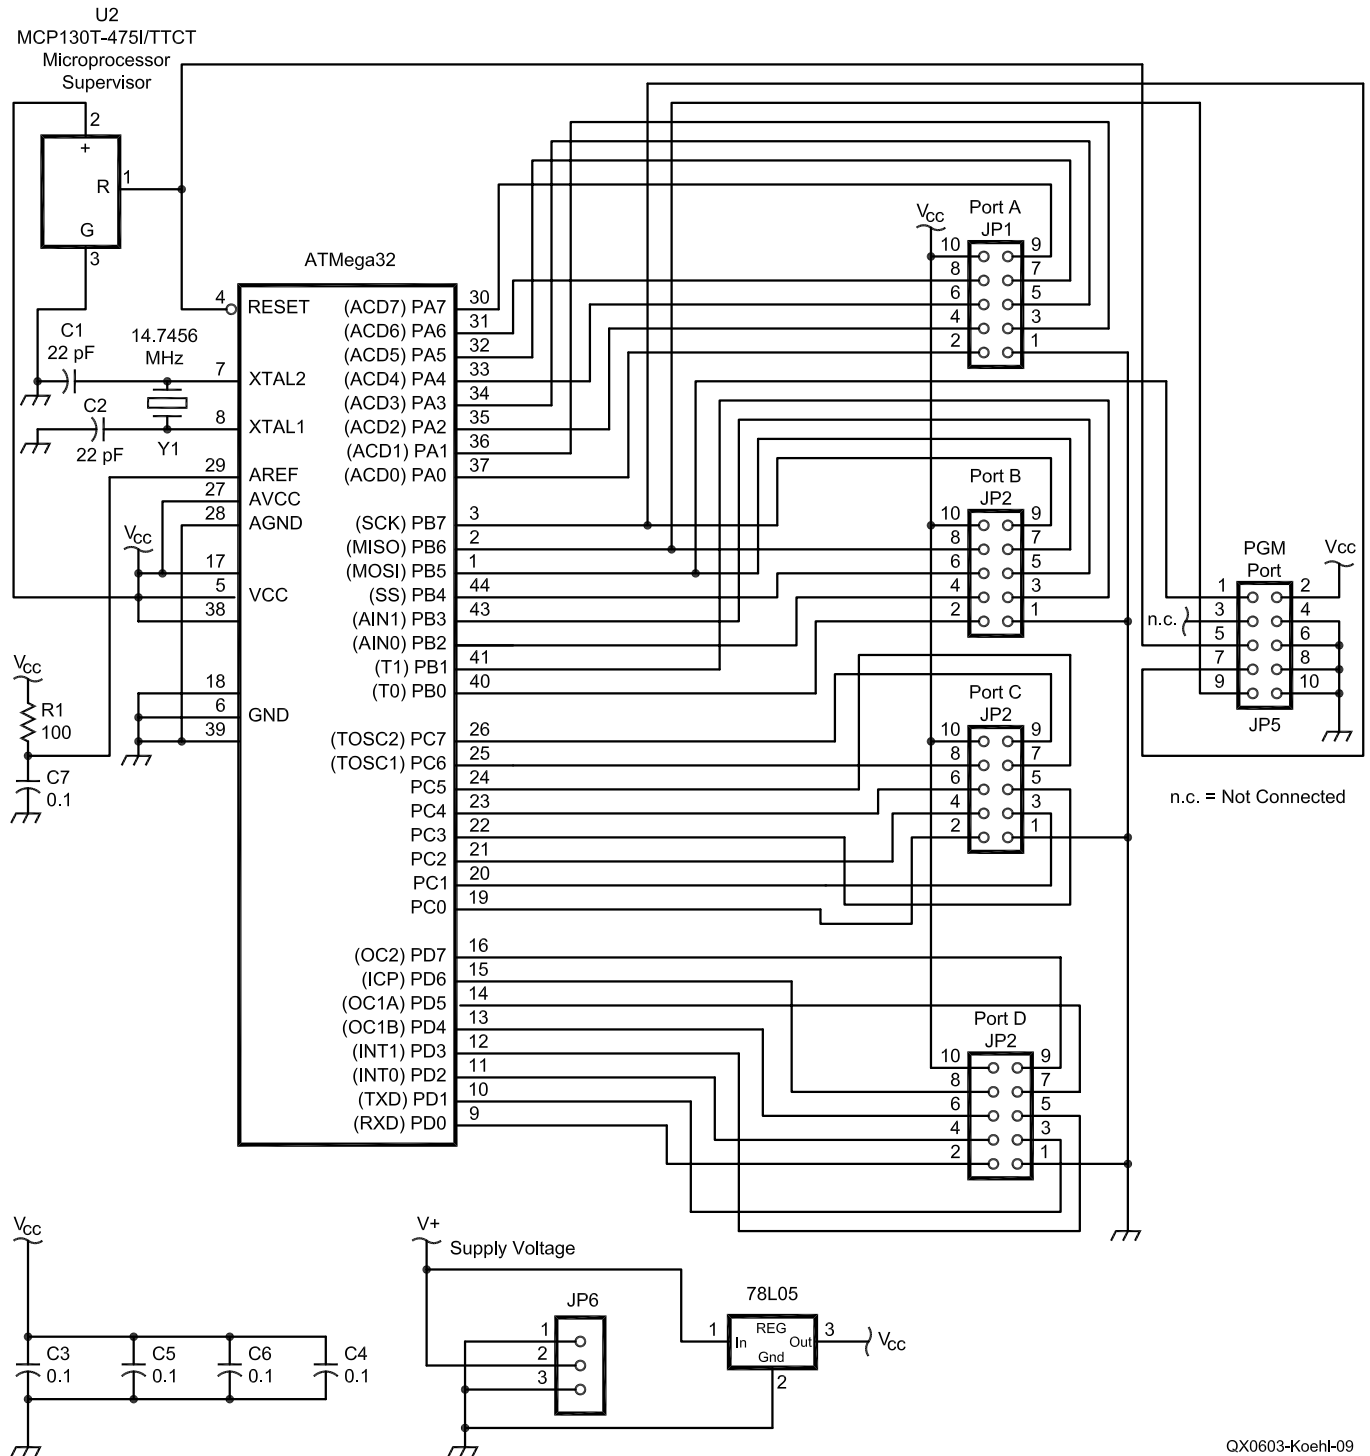 U2
MCP130T-475I/TTCT
Microprocessor
Supervisor
2
+
R
1
G
3
ATMega32
4
RESET
C1
22 pF
14.7456
MHz
7
XTAL2
C2
22 pF
Y1
8
XTAL1
29
AREF
27
AVCC
28
AGND
VCC
17
5
VCC
38
18
6
GND
39
VCC
R1
100
C7
0.1
(ACD7) PA7 30
(ACD6) PA6 31
(ACD5) PA5 32
(ACD4) PA4 33
(ACD3) PA3 34
(ACD2) PA2 35
(ACD1) PA1 36
(ACD0) PA0 37
(SCK) PB7 3
(MISO) PB6 2
(MOSI) PB5 1
(SS) PB4 44
(AIN1) PB3 43
(AIN0) PB2
(T1) PB1 41
(T0) PB0 40
(TOSC2) PC7 26
(TOSC1) PC6 25
PC5 24
PC4 23
PC3 22
PC2 21
PC1 20
PC0 19
(OC2) PD7 16
(ICP) PD6 15
(OC1A) PD5 14
(OC1B) PD4 13
(INT1) PD3 12
(INT0) PD2 11
(TXD) PD1 10
(RXD) PD0 9
VCC
Port A
JP1
10 9
8 7
6 5
4 3
2 1
Port B
JP2
10 9
8 7
6 5
4 3
2 1
Port C
JP2
10 9
8 7
6 5
4 3
2 1
Port D
JP2
10 9
8 7
6 5
4 3
2 1
PGM
Port
Vcc
1 2
n.c. 3 4
5 6
7 8
9 10
JP5
n.c. = Not Connected
VCC
C3
0.1
C5
0.1
C6
0.1
C4
0.1
V+
Supply Voltage
JP6
1
2
3
78L05
1
REG
In Out
Gnd
3
VCC
2
QX0603-Koehl-09